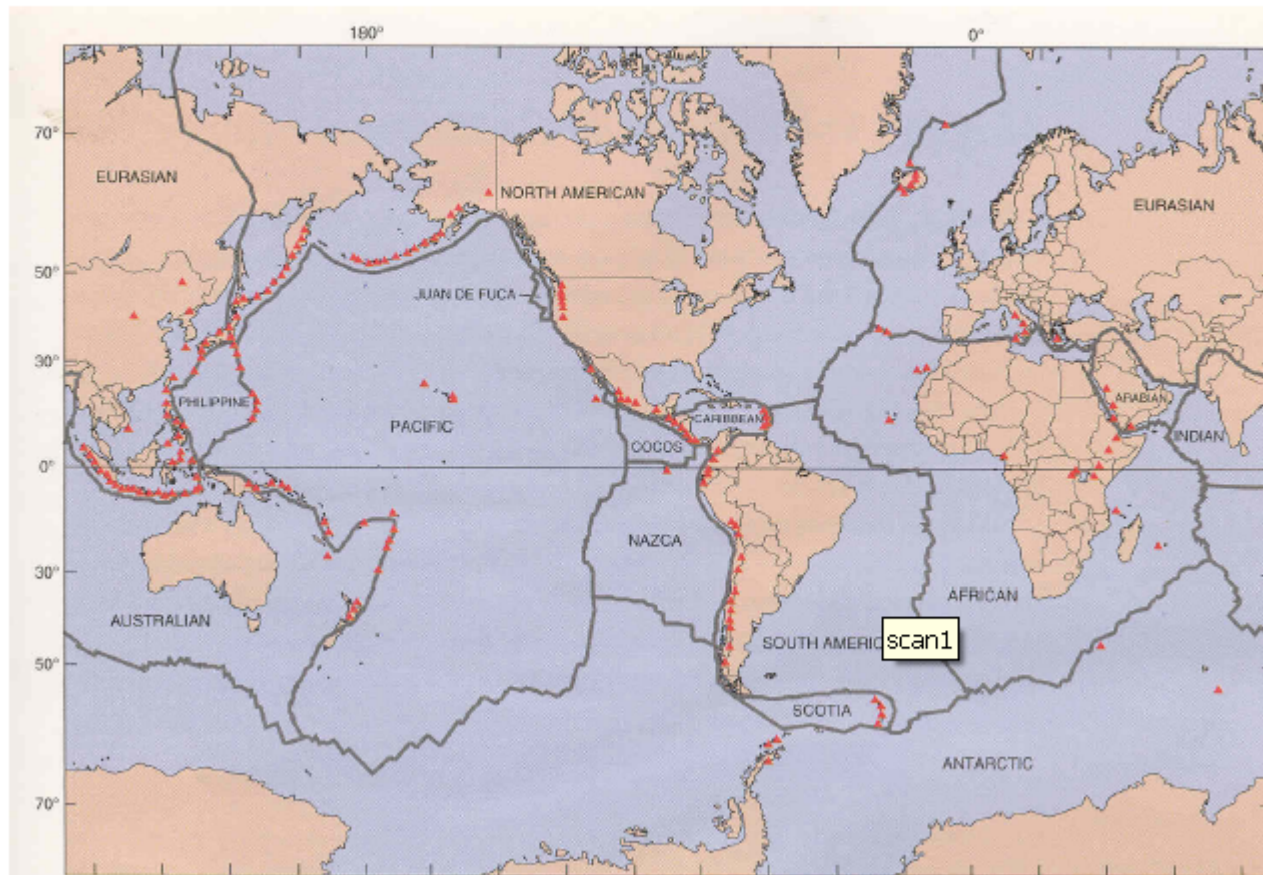 180°
0°
70°
EURASIAN
NORTH AMERICAN
EURASIAN
50°
JUAN DE FUCA
30°
PHILIPPINE
ARABIAN
CARIBBEAN
PACIFIC
COCOS
INDIAN
0°
NAZCA
30°
AFRICAN
AUSTRALIAN
SOUTH AMERIC
scan1
50°
SCOTIA
ANTARCTIC
70°